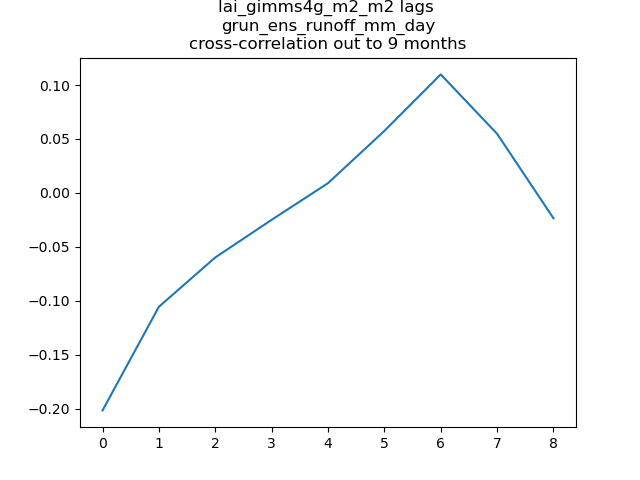 lai_gimms4g_m2_m2 lags
grun_ens_runoff_mm_day
cross-correlation out to 9 months
0.10
0.05
0.00
−0.05
−0.10
−0.15
−0.20
0 1 2 3 4 5 6 7 8